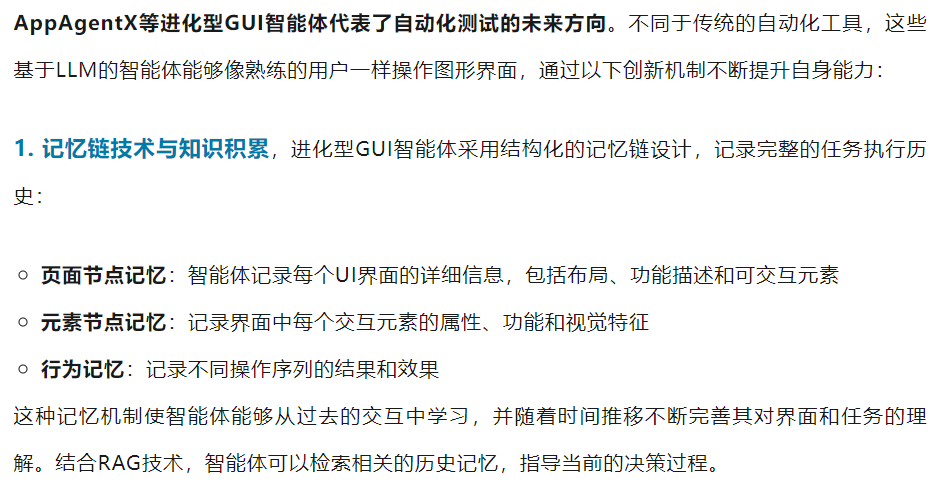 AppAgentX等进化型GUI智能体代表了自动化测试的未来方向。不同于传统的自动化工具，这些
基于LLM的智能体能够像熟练的用户一样操作图形界面，通过以下创新机制不断提升自身能力：
1. 记忆链技术与知识积累，进化型GUI智能体采用结构化的记忆链设计，记录完整的任务执行历
史：
页面节点记忆：智能体记录每个UI界面的详细信息，包括布局、功能描述和可交互元素
元素节点记忆：记录界面中每个交互元素的属性、功能和视觉特征
行为记忆：记录不同操作序列的结果和效果
这种记忆机制使智能体能够从过去的交互中学习，并随着时间推移不断完善其对界面和任务的理
解。结合RAG技术，智能体可以检索相关的历史记忆，指导当前的决策过程。